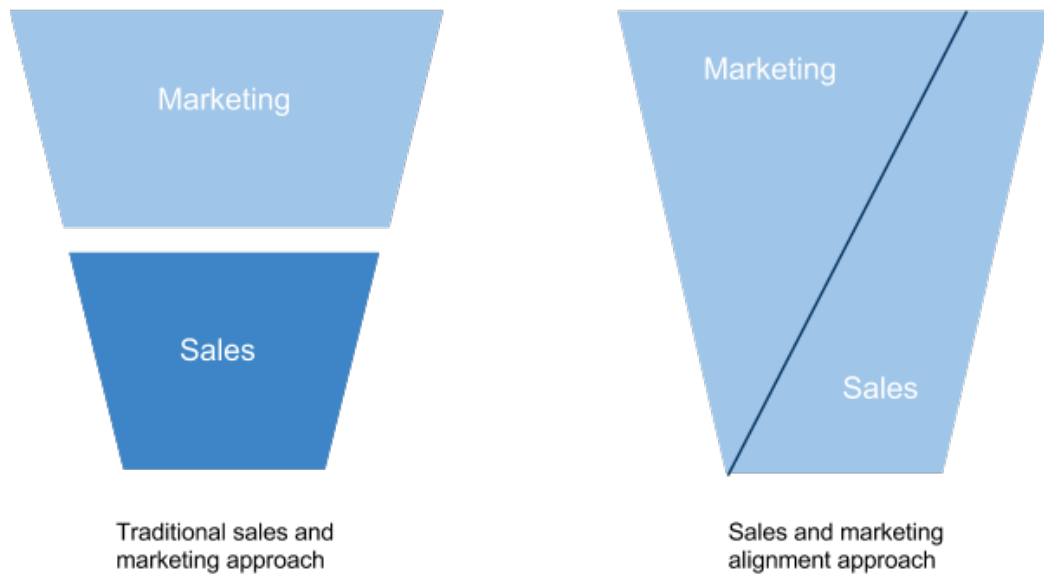 Marketing
Sales
Traditional sales and
marketing approach
Marketing
Sales
Sales and marketing
alignment approach